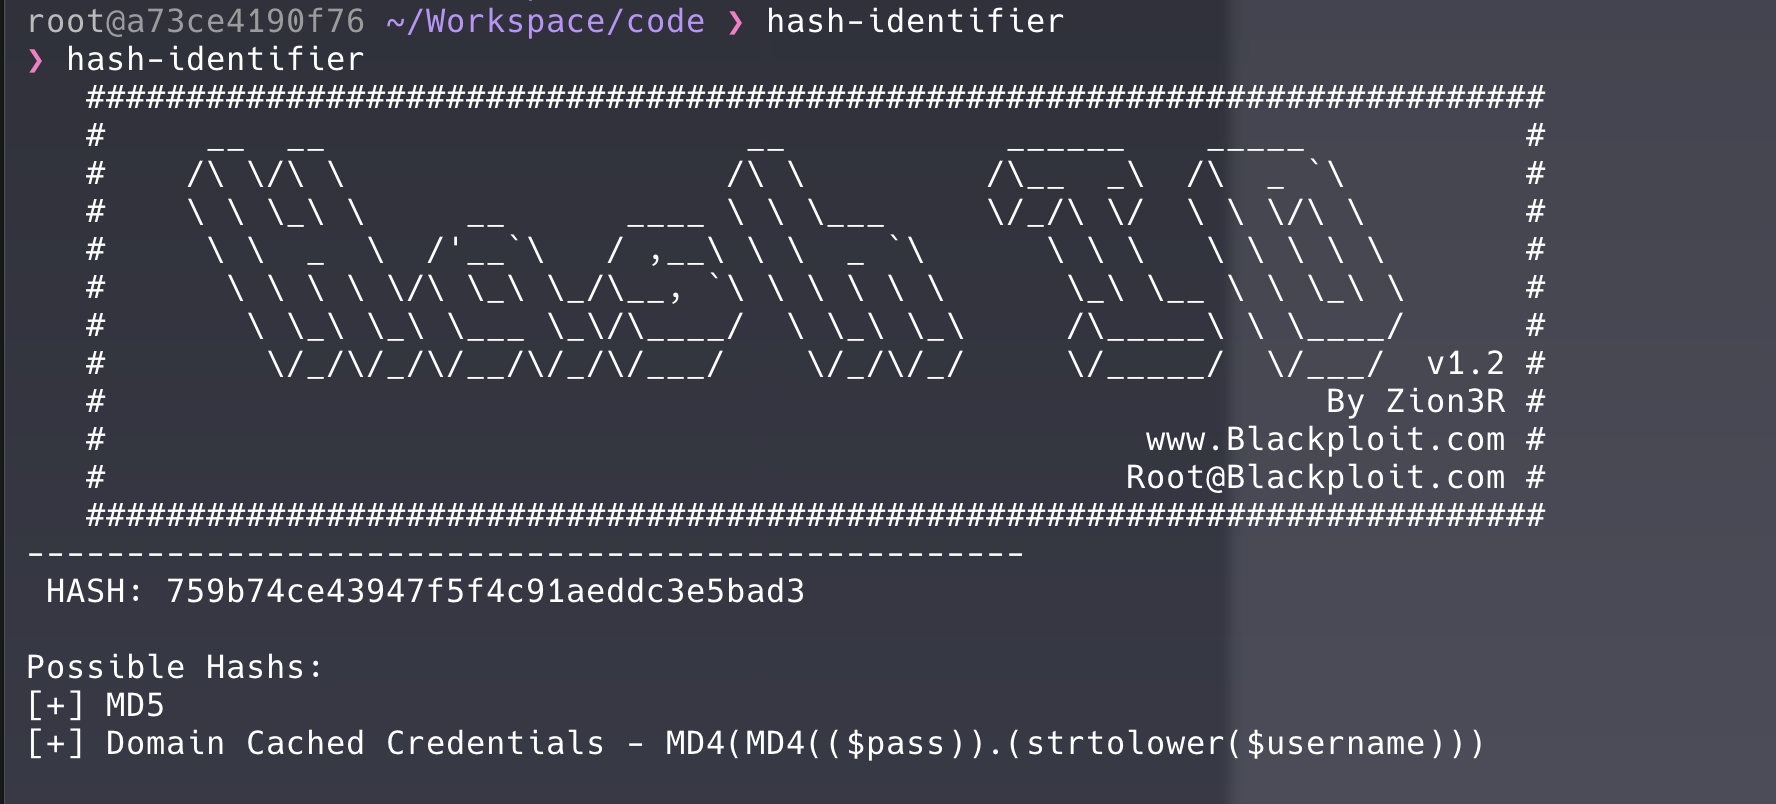 root@a73ce4190f76 ~/Workspace/code ❯ hash-identifier
❯ hash-identifier
   #########################################################################
   #     __  __                     __           ______    _____           #
   #    /\ \/\ \                   /\ \         /\__  _\  /\  _ `\         #
   #    \ \ \_\ \     __      ____ \ \ \___     \/_/\ \/  \ \ \/\ \        #
   #     \ \  _  \  /'__`\   / ,__\ \ \  _ `\      \ \ \   \ \ \ \ \       #
   #      \ \ \ \ \/\ \_\ \_/\__, `\ \ \ \ \ \      \_\ \__ \ \ \_\ \      #
   #       \ \_\ \_\ \___ \_\/\____/  \ \_\ \_\     /\_____\ \ \____/      #
   #        \/_/\/_/\/__/\/_/\/___/    \/_/\/_/     \/_____/  \/___/  v1.2 #
   #                                                             By Zion3R #
   #                                                    www.Blackploit.com #
   #                                                   Root@Blackploit.com #
   #########################################################################
--------------------------------------------------
 HASH: 759b74ce43947f5f4c91aeddc3e5bad3

Possible Hashs:
[+] MD5
[+] Domain Cached Credentials - MD4(MD4(($pass)).(strtolower($username)))